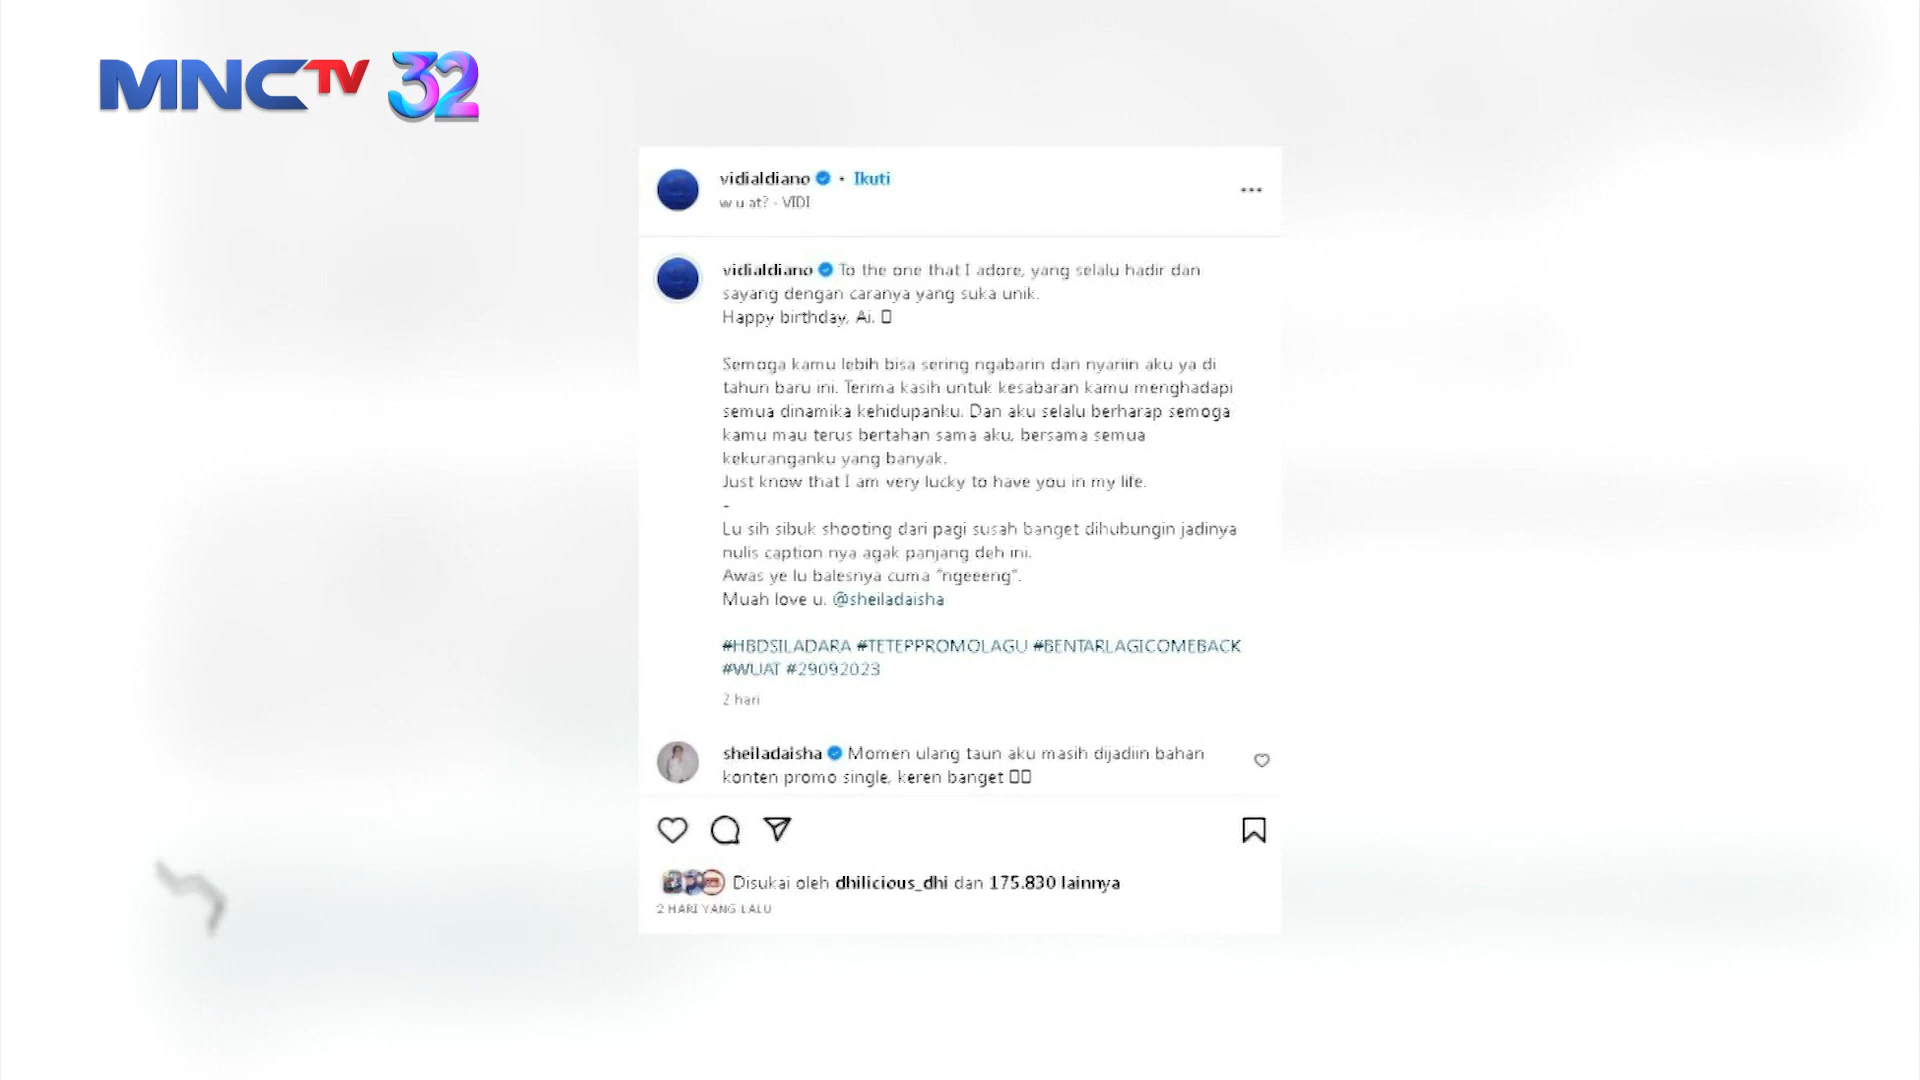 MNCTV 32
vidialdiano • Ikuti
w u at? - VIDI
vidialdiano To the one that I adore, yang selalu hadir dan
sayang dengan caranya yang suka unik.
Happy birthday, Ai.
Semoga kamu lebih bisa sering ngabarin dan nyariin aku ya di
tahun baru ini. Terima kasih untuk kesabaran kamu menghadapi
semua dinamika kehidupanku. Dan aku selalu berharap semoga
kamu mau terus bertahan sama aku, bersama semua
kekuranganku yang banyak.
Just know that I am very lucky to have you in my life.
-
Lu sih sibuk shooting dari pagi susah banget dihubungin jadinya
nulis caption nya agak panjang deh ini.
Awas ye lu balesnya cuma "ngeeeng".
Muah love u. @sheiladaisha
#HBDSILADARA #TETEPPROMOLAGU #BENTARLAGICOMEBACK
#WUAT #29092023
2 hari
sheiladaisha Momen ulang taun aku masih dijadiin bahan
konten promo single, keren banget
Disukai oleh dhilicious_dhi dan 175.830 lainnya
2 HARI YANG LALU